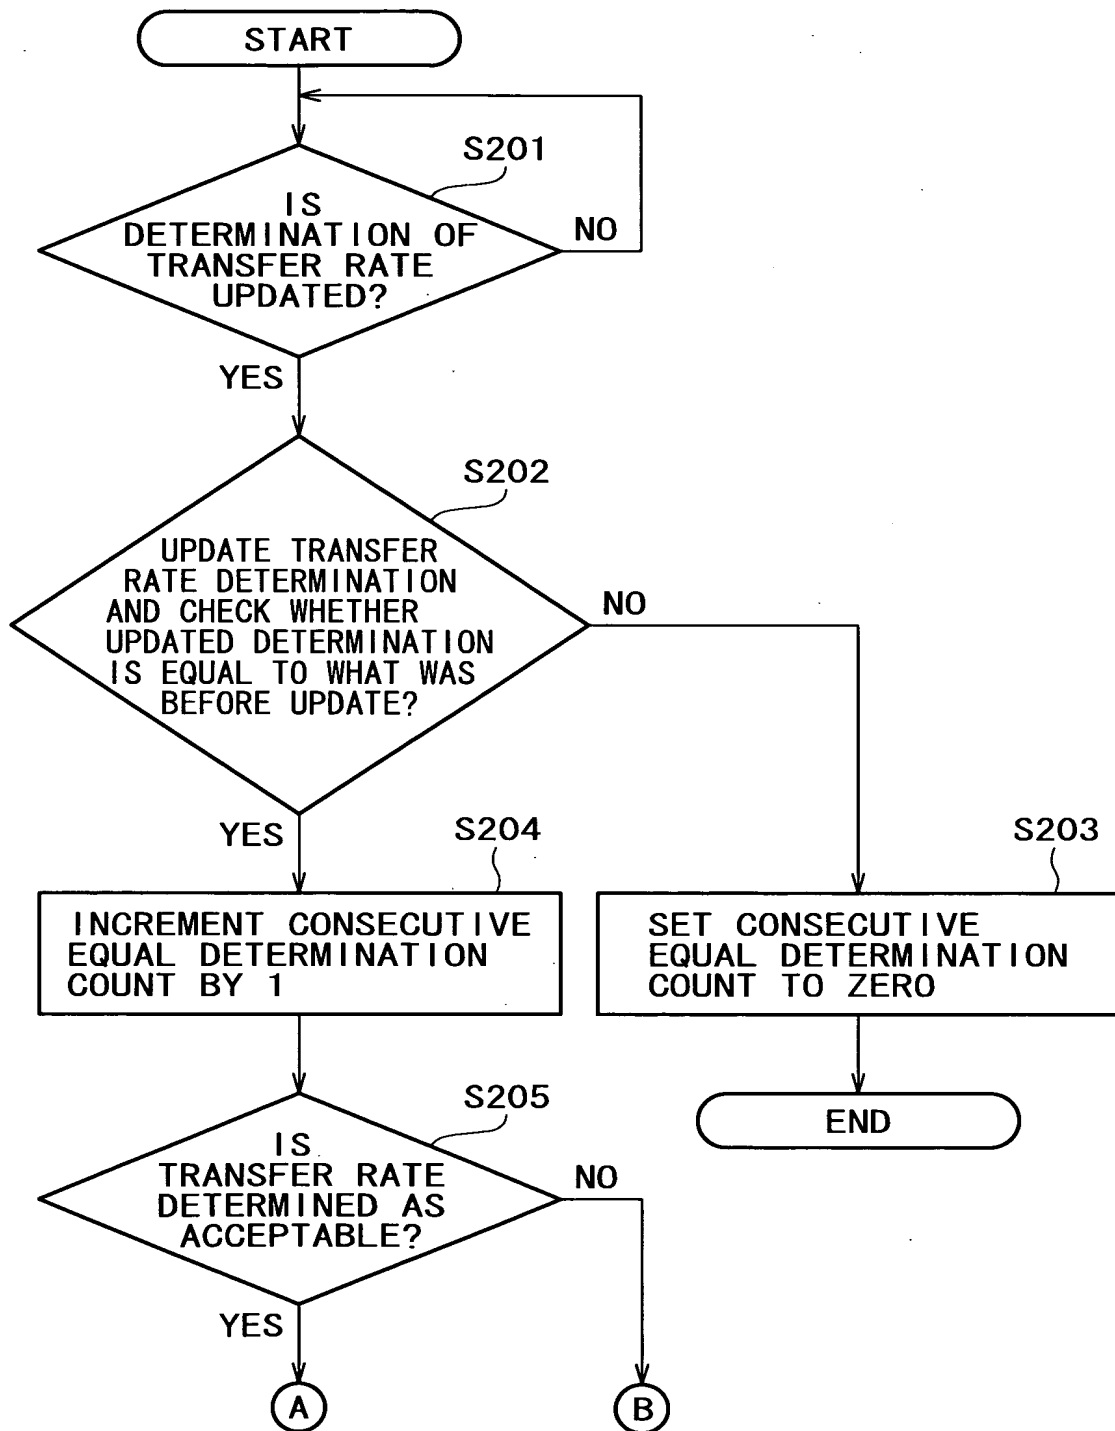 START
S201
IS
DETERMINATION OF
TRANSFER RATE
UPDATED?
NO
YES
S202
UPDATE TRANSFER
RATE DETERMINATION
AND CHECK WHETHER
UPDATED DETERMINATION
IS EQUAL TO WHAT WAS
BEFORE UPDATE?
NO
YES
S204
INCREMENT CONSECUTIVE
EQUAL DETERMINATION
COUNT BY 1
S203
SET CONSECUTIVE
EQUAL DETERMINATION
COUNT TO ZERO
END
S205
IS
TRANSFER RATE
DETERMINED AS
ACCEPTABLE?
NO
YES
A
B